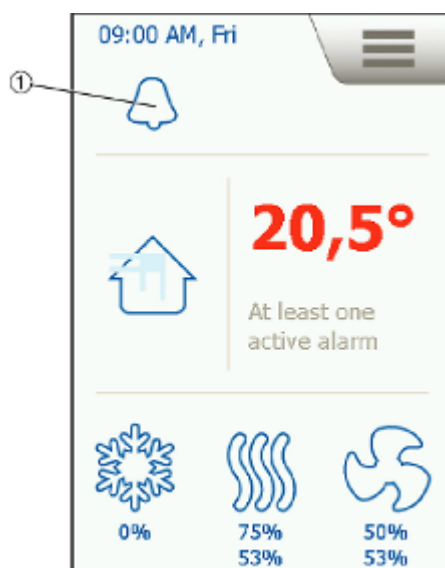 09:00 AM, Fri
①
20,5°
At least one
active alarm
0% 75% 50%
53% 53%